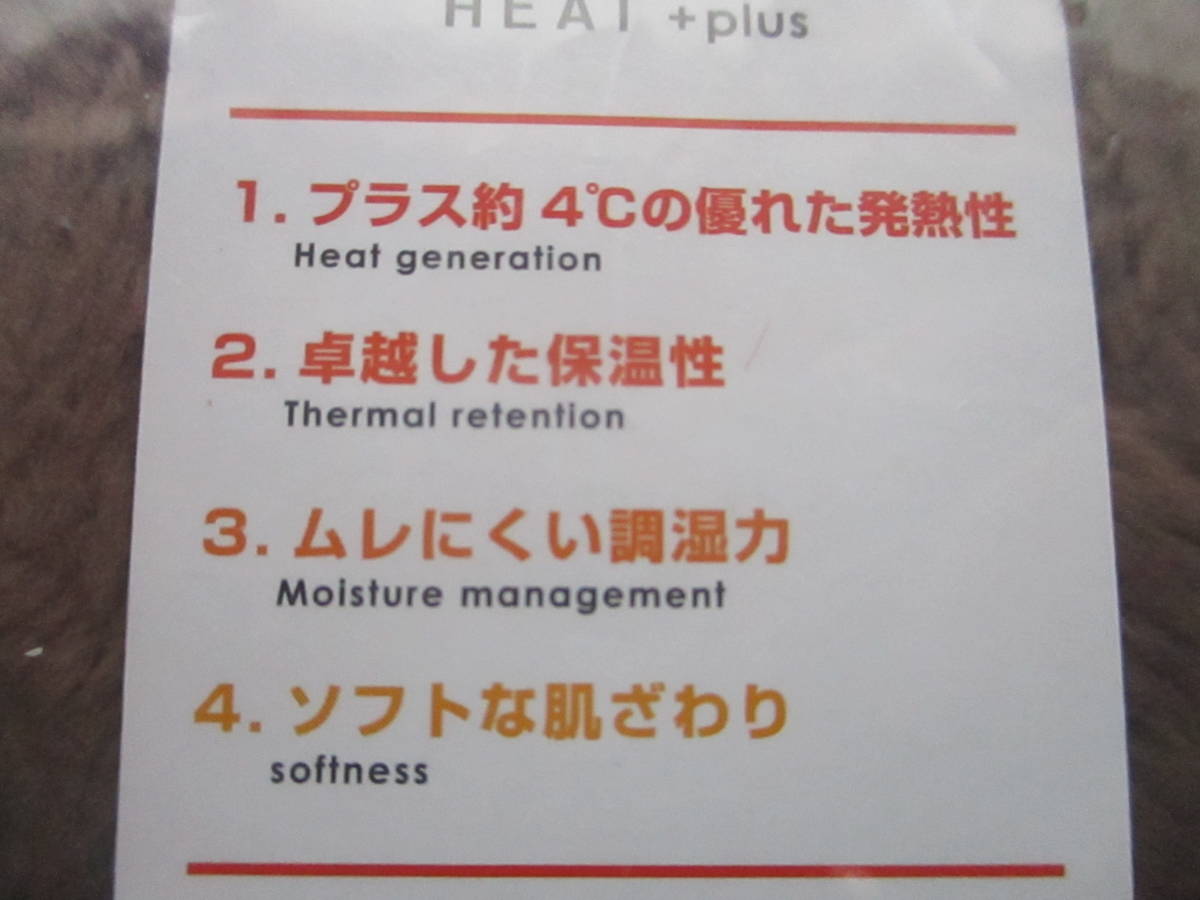 HEAT +plus
1. プラス約4℃の優れた発熱性
Heat generation
2. 卓越した保温性
Thermal retention
3. ムレにくい調湿力
Moisture management
4. ソフトな肌ざわり
softness